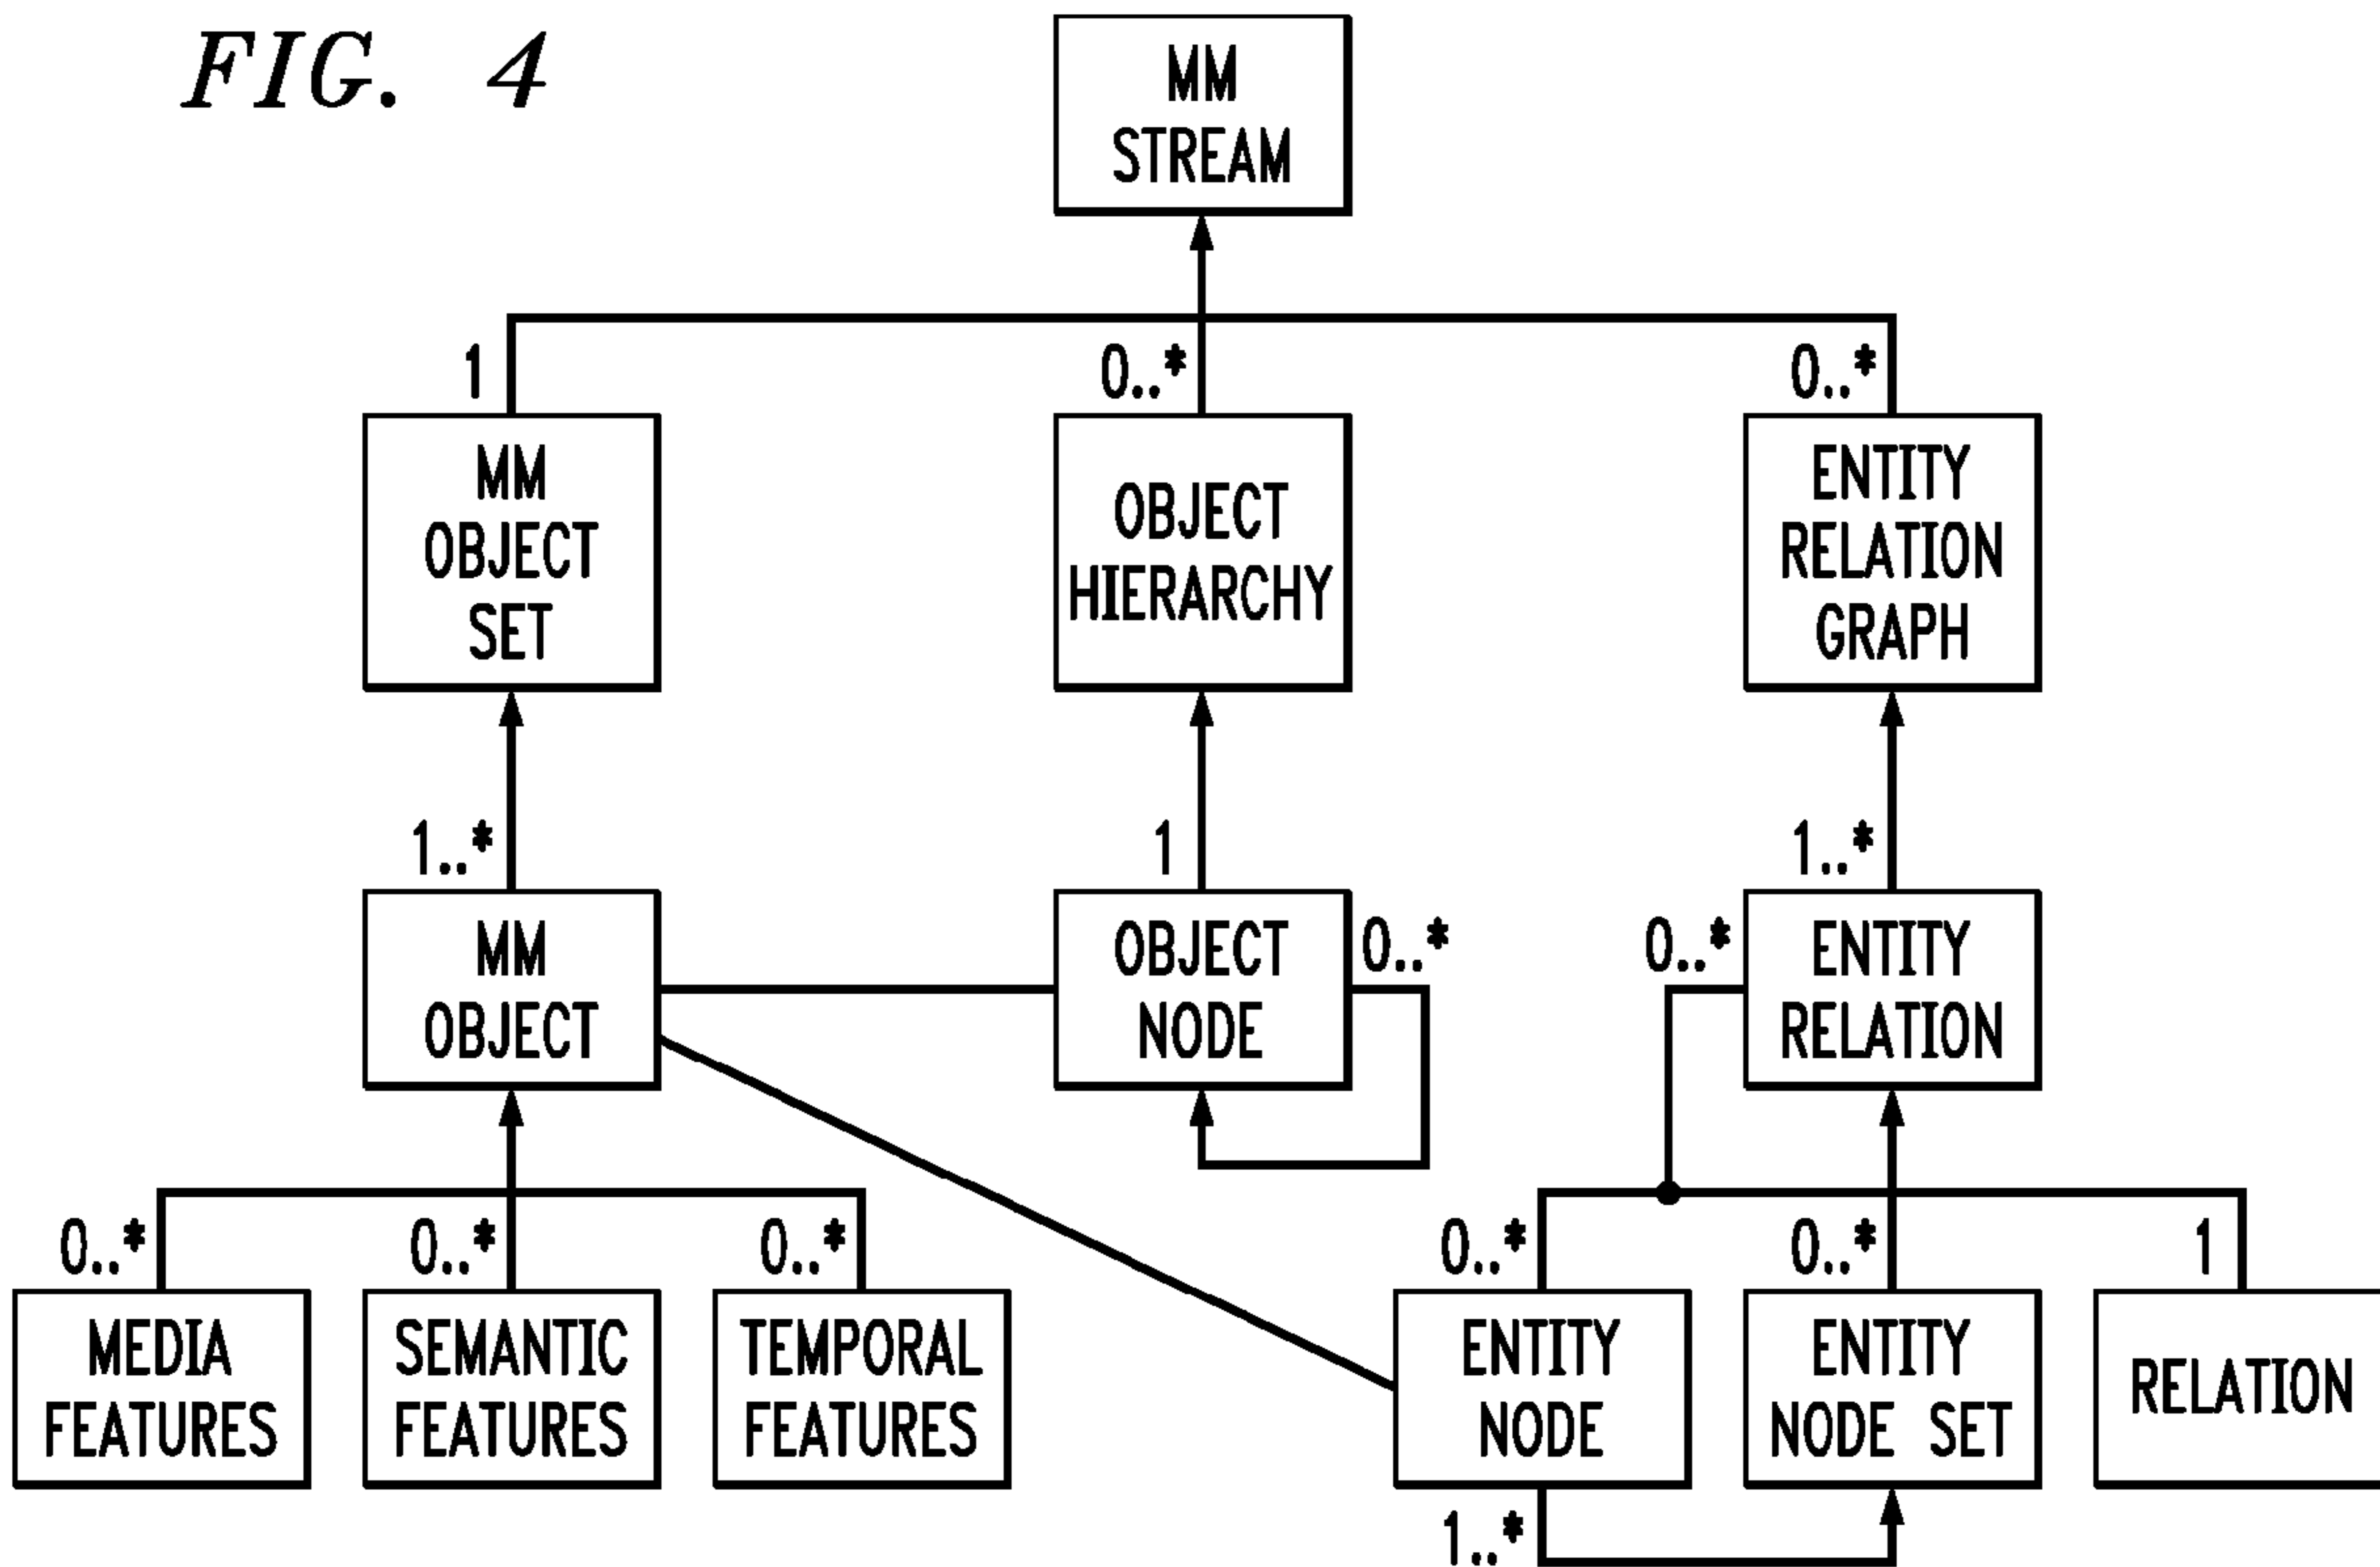 FIG. 4
MM
STREAM
1
0..*
0..*
MM
OBJECT
SET
OBJECT
HIERARCHY
ENTITY
RELATION
GRAPH
1..*
1
1..*
MM
OBJECT
OBJECT
NODE
0..*
0..*
ENTITY
RELATION
0..*
0..*
0..*
0..*
0..*
1
MEDIA
FEATURES
SEMANTIC
FEATURES
TEMPORAL
FEATURES
ENTITY
NODE
ENTITY
NODE SET
RELATION
1..*